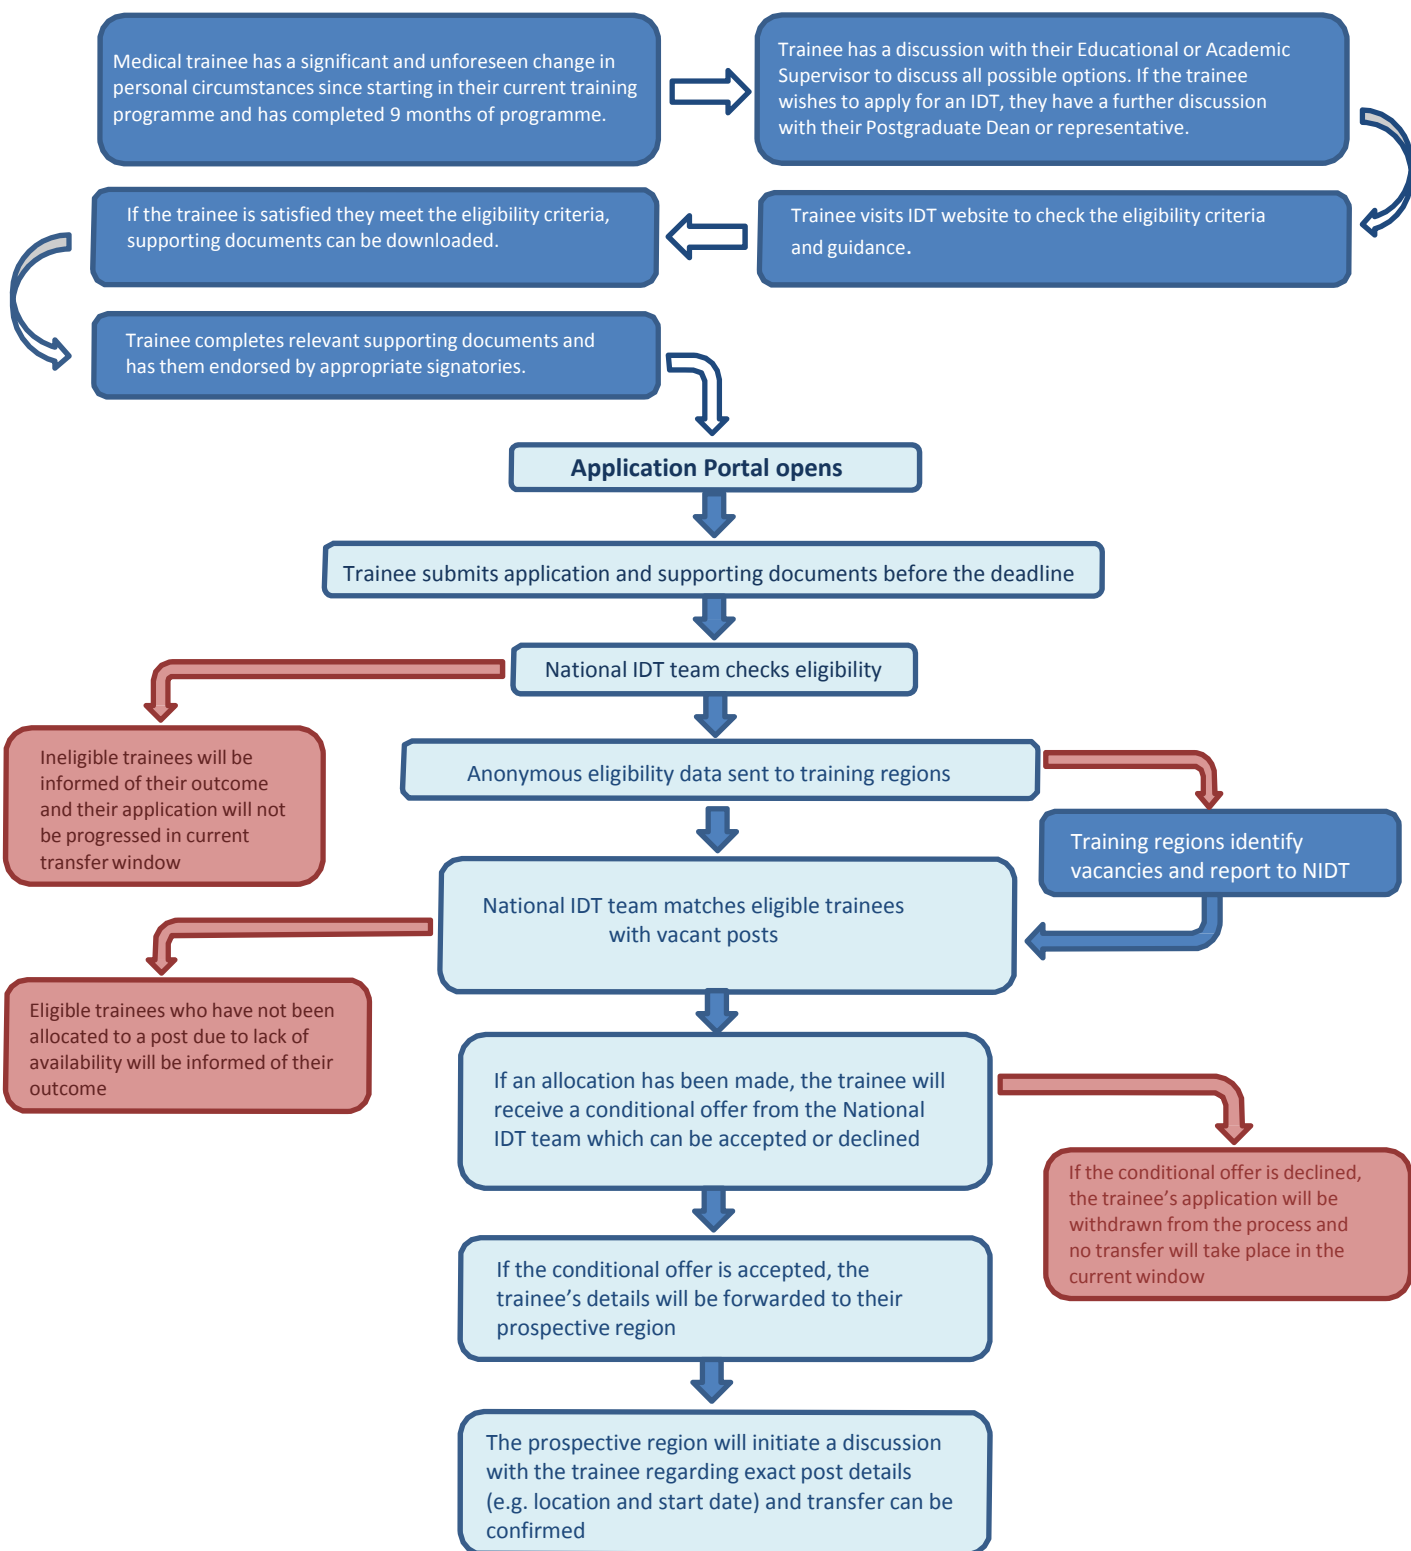 Medical trainee has a significant and unforeseen change in
personal circumstances since starting in their current training
programme and has completed 9 months of programme.
Trainee has a discussion with their Educational or Academic
Supervisor to discuss all possible options. If the trainee
wishes to apply for an IDT, they have a further discussion
with their Postgraduate Dean or representative.
Trainee visits IDT website to check the eligibility criteria
and guidance.
If the trainee is satisfied they meet the eligibility criteria,
supporting documents can be downloaded.
Trainee completes relevant supporting documents and
has them endorsed by appropriate signatories.
Application Portal opens
Trainee submits application and supporting documents before the deadline
National IDT team checks eligibility
Ineligible trainees will be
informed of their outcome
and their application will not
be progressed in current
transfer window
Anonymous eligibility data sent to training regions
Training regions identify
vacancies and report to NIDT
National IDT team matches eligible trainees
with vacant posts
Eligible trainees who have not been
allocated to a post due to lack of
availability will be informed of their
outcome
If an allocation has been made, the trainee will
receive a conditional offer from the National
IDT team which can be accepted or declined
If the conditional offer is declined,
the trainee’s application will be
withdrawn from the process and
no transfer will take place in the
current window
If the conditional offer is accepted, the
trainee’s details will be forwarded to their
prospective region
The prospective region will initiate a discussion
with the trainee regarding exact post details
(e.g. location and start date) and transfer can be
confirmed